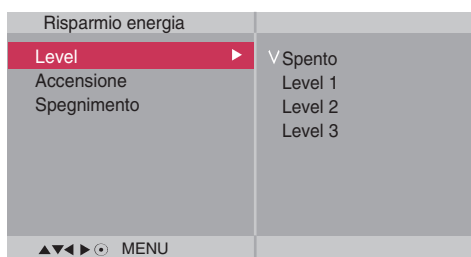 Risparmio energia
Level ▶
Accensione
Spegnimento
√ Spento
Level 1
Level 2
Level 3
▲▼◀ ▶ ⊙ MENU